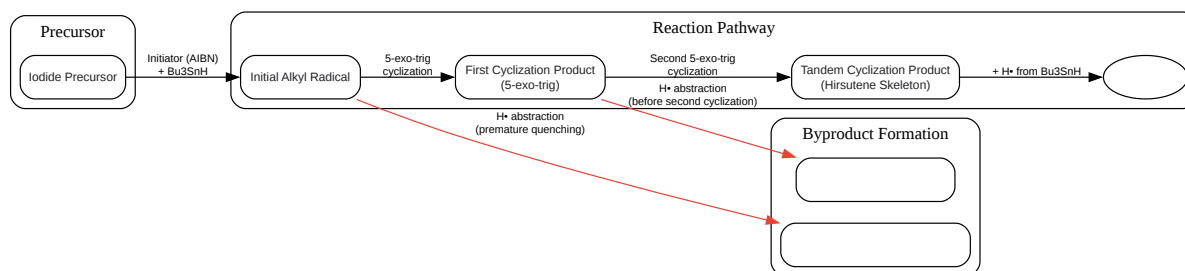 Precursor
Iodide Precursor
Initiator (AIBN)
+ Bu3SnH
Reaction Pathway
Initial Alkyl Radical
5-exo-trig
cyclization
First Cyclization Product
(5-exo-trig)
Second 5-exo-trig
cyclization
Tandem Cyclization Product
(Hirsutene Skeleton)
+ H• from Bu3SnH
H• abstraction
(before second cyclization)
H• abstraction
(premature quenching)
Byproduct Formation